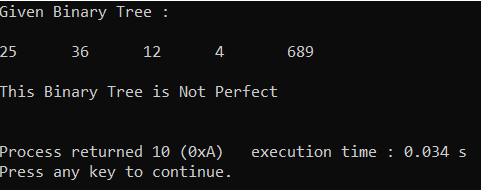 Given Binary Tree :
25 36 12 4 689
This Binary Tree is Not Perfect
Process returned 10 (0xA) execution time : 0.034 s
Press any key to continue.